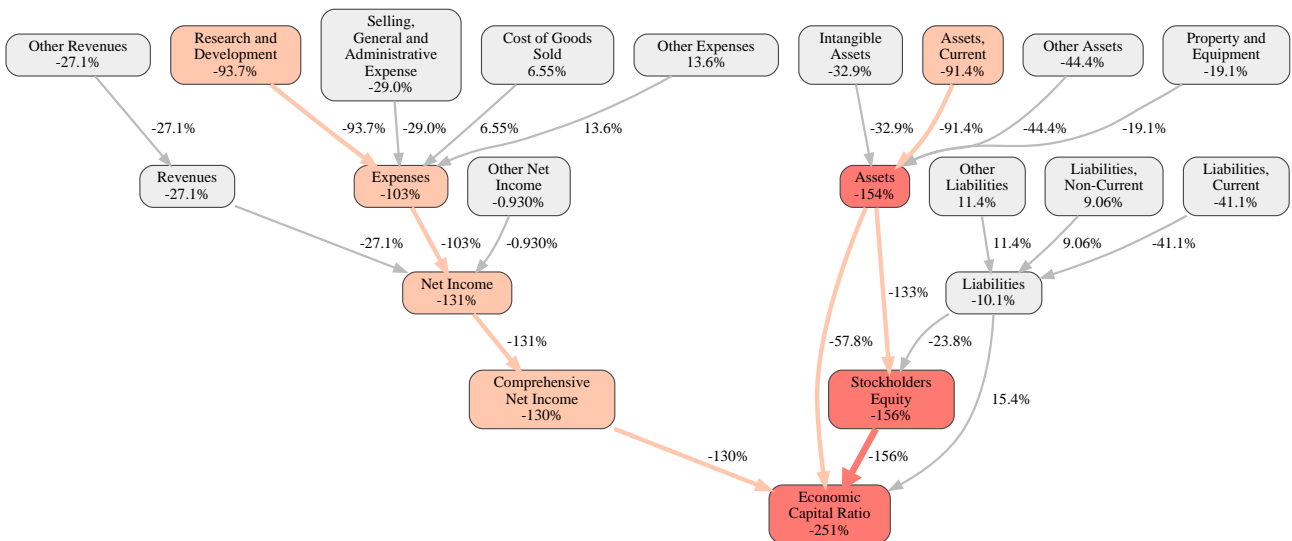 Other Revenues
-27.1%
Research and
Development
-93.7%
Selling,
General and
Administrative
Expense
-29.0%
Cost of Goods
Sold
6.55%
Other Expenses
13.6%
Intangible
Assets
-32.9%
Assets,
Current
-91.4%
Other Assets
-44.4%
Property and
Equipment
-19.1%
-27.1%
-93.7%
-29.0%
6.55%
13.6%
-32.9%
-91.4%
-44.4%
-19.1%
Revenues
-27.1%
Expenses
-103%
Other Net
Income
-0.930%
Assets
-154%
Other
Liabilities
11.4%
Liabilities,
Non-Current
9.06%
Liabilities,
Current
-41.1%
-27.1%
-103%
-0.930%
11.4%
9.06%
-41.1%
Net Income
-131%
Liabilities
-10.1%
-133%
-131%
-57.8%
-23.8%
Comprehensive
Net Income
-130%
Stockholders
Equity
-156%
15.4%
-130%
-156%
Economic
Capital Ratio
-251%